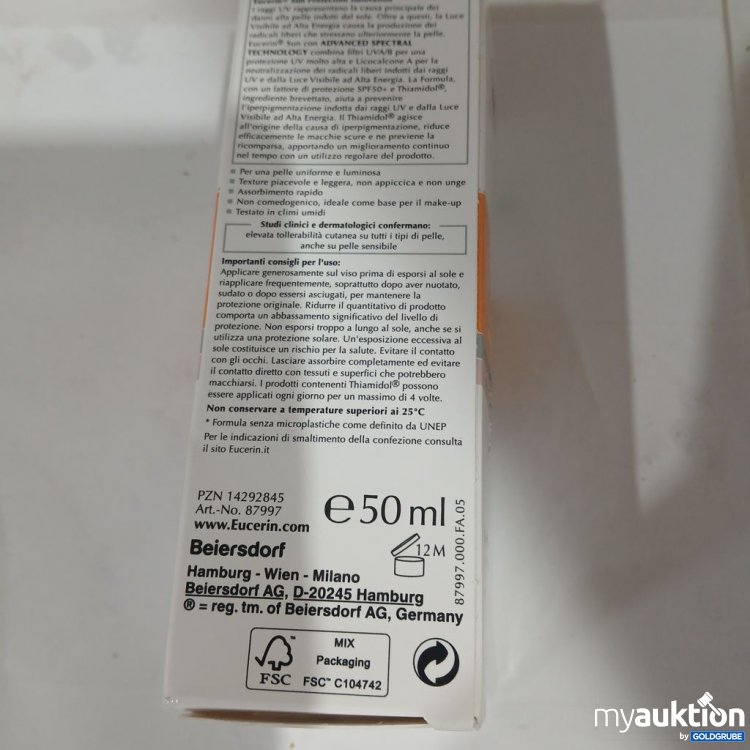 Eucerin® Sun Protection Innovation
I raggi UV rappresentano la causa principale dei
danni alla pelle indotti dal sole. Oltre a questi, la Luce
Visibile ad Alta Energia causa la produzione dei
radicali liberi che stressano ulteriormente la pelle.
Eucerin® Sun con ADVANCED SPECTRAL
TECHNOLOGY combina filtri UVA/B per una
protezione UV molto alta e Licocalcone A per la
neutralizzazione dei radicali liberi indotti dai raggi
UV e dalla Luce Visibile ad Alta Energia. La Formula,
con un fattore di protezione SPF50+ e Thiamidol®,
ingrediente brevettato, aiuta a prevenire
l'iperpigmentazione indotta dai raggi UV e dalla Luce
Visibile ad Alta Energia. Il Thiamidol® agisce
all'origine della causa di iperpigmentazione, riduce
efficacemente le macchie scure e ne previene la
ricomparsa, apportando un miglioramento continuo
nel tempo con un utilizzo regolare del prodotto.
▪ Per una pelle uniforme e luminosa
▪ Texture piacevole e leggera, non appiccica e non unge
▪ Assorbimento rapido
▪ Non comedogenico, ideale come base per il make-up
▪ Testato in climi umidi
Studi clinici e dermatologici confermano:
elevata tollerabilità cutanea su tutti i tipi di pelle,
anche su pelle sensibile
Importanti consigli per l'uso:
Applicare generosamente sul viso prima di esporsi al sole e
riapplicare frequentemente, soprattutto dopo aver nuotato,
sudato o dopo essersi asciugati, per mantenere la
protezione originale. Ridurre il quantitativo di prodotto
comporta un abbassamento significativo del livello di
protezione. Non esporsi troppo a lungo al sole, anche se si
utilizza una protezione solare. Un'esposizione eccessiva al
sole costituisce un rischio per la salute. Evitare il contatto
con gli occhi. Lasciare assorbire completamente ed evitare
il contatto diretto con tessuti e superfici che potrebbero
macchiarsi. I prodotti contenenti Thiamidol® possono
essere applicati ogni giorno per un massimo di 4 volte.
Non conservare a temperature superiori ai 25°C
* Formula senza microplastiche come definito da UNEP
Per le indicazioni di smaltimento della confezione consulta
il sito Eucerin.it
PZN 14292845
Art.-No. 87997
www.Eucerin.com
e 50 ml
12 M
87997.000.FA.05
Beiersdorf
Hamburg - Wien - Milano
Beiersdorf AG, D-20245 Hamburg
® = reg. tm. of Beiersdorf AG, Germany
FSC
MIX
Packaging
FSC™ C104742
myauktion
by GOLDGRUBE